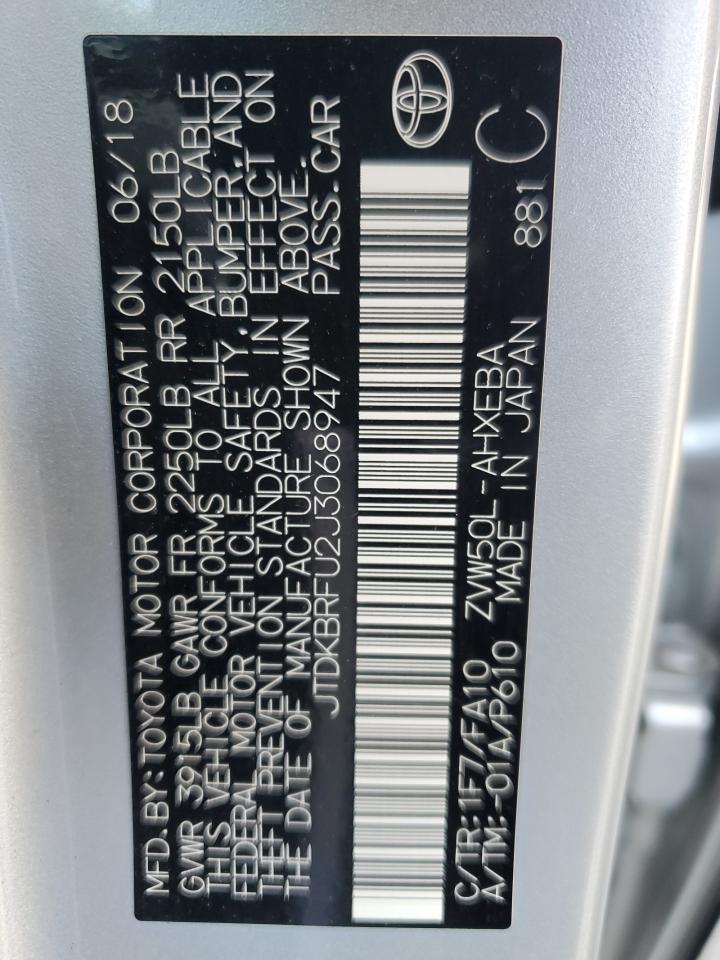 MFD.BY:TOYOTA MOTOR CORPORATION 06/18
GVWR 3915LB GAWR FR 2250LB RR 2150LB
THIS VEHICLE CONFORMS TO ALL APPLICABLE
FEDERAL MOTOR VEHICLE SAFETY,BUMPER,AND
THEFT PREVENTION STANDARDS IN EFFECT ON
THE DATE OF MANUFACTURE SHOWN ABOVE.
JTDKBRFU2J3068947 PASS.CAR
C/TR:1F7/FA10 ZVW50L-AHXEBA C
A/TM:-01A/P610 MADE IN JAPAN 881